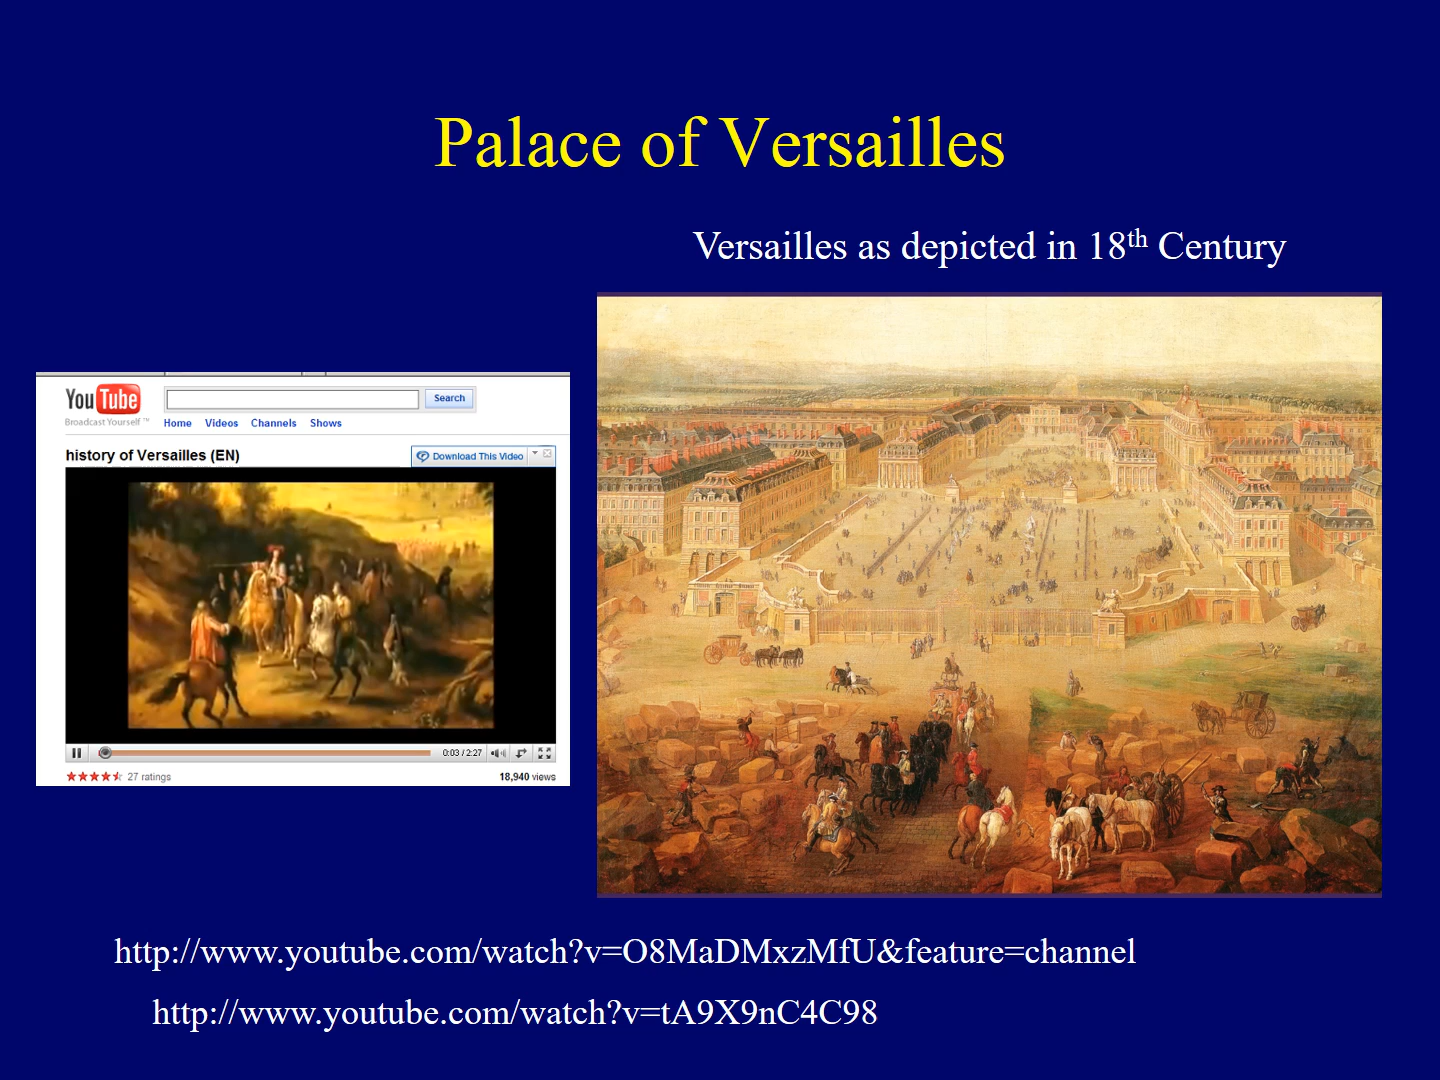 Palace of Versailles
Versailles as depicted in 18th Century
YouTube
Broadcast Yourself ™
Search
Home Videos Channels Shows
history of Versailles (EN)
Download This Video
0:03 / 2:27
27 ratings
18,940 views
http://www.youtube.com/watch?v=O8MaDMxzMfU&feature=channel
http://www.youtube.com/watch?v=tA9X9nC4C98